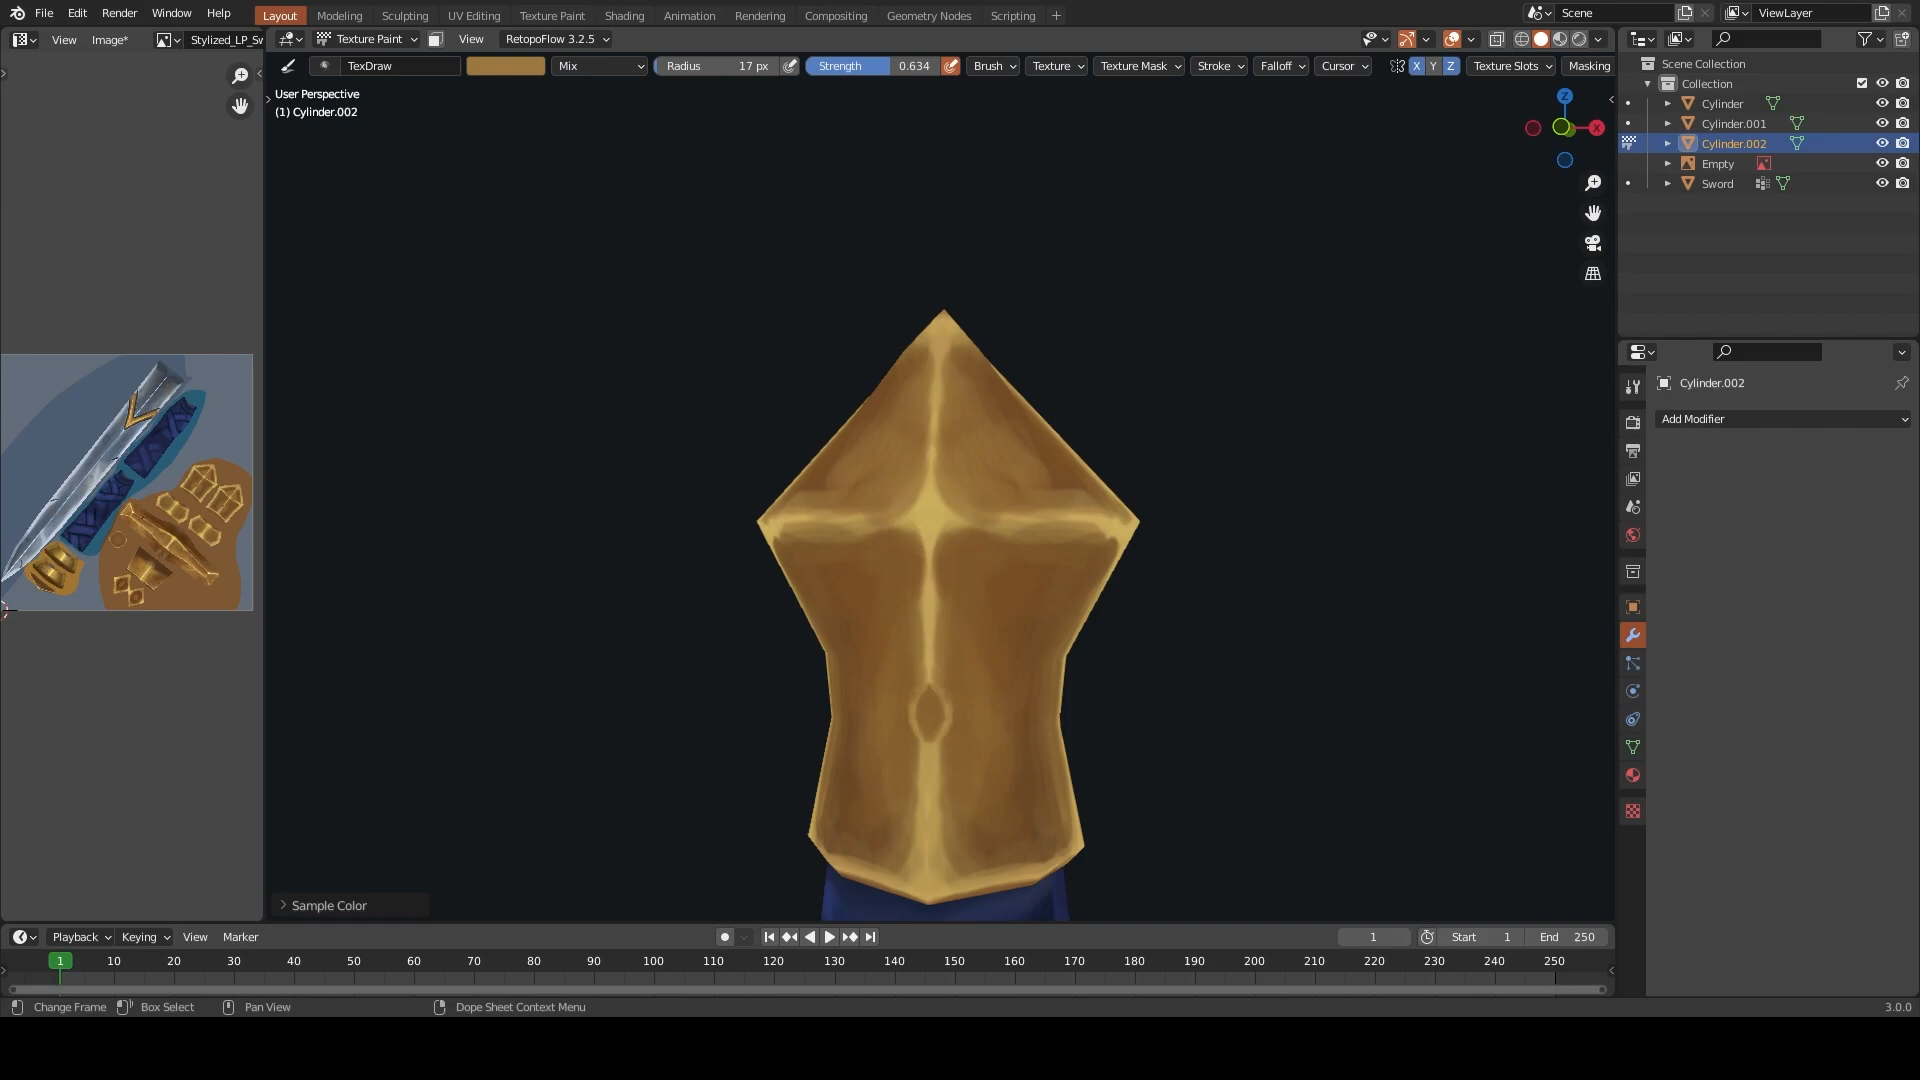 File Edit Render Window Help Layout Modeling Sculpting UV Editing Texture Paint Shading Animation Rendering Compositing Geometry Nodes Scripting + Scene ViewLayer
View Image* Stylized_LP_Sw Texture Paint View RetopoFlow 3.2.5
TexDraw Mix Radius 17 px Strength 0.634 Brush Texture Texture Mask Stroke Falloff Cursor X Y Z Texture Slots Masking
User Perspective
(1) Cylinder.002
Z
X
Scene Collection
Collection
Cylinder
Cylinder.001
Cylinder.002
Empty
Sword
Cylinder.002
Add Modifier
Sample Color
Playback Keying View Marker 1 Start 1 End 250
1 10 20 30 40 50 60 70 80 90 100 110 120 130 140 150 160 170 180 190 200 210 220 230 240 250
Change Frame Box Select Pan View Dope Sheet Context Menu 3.0.0